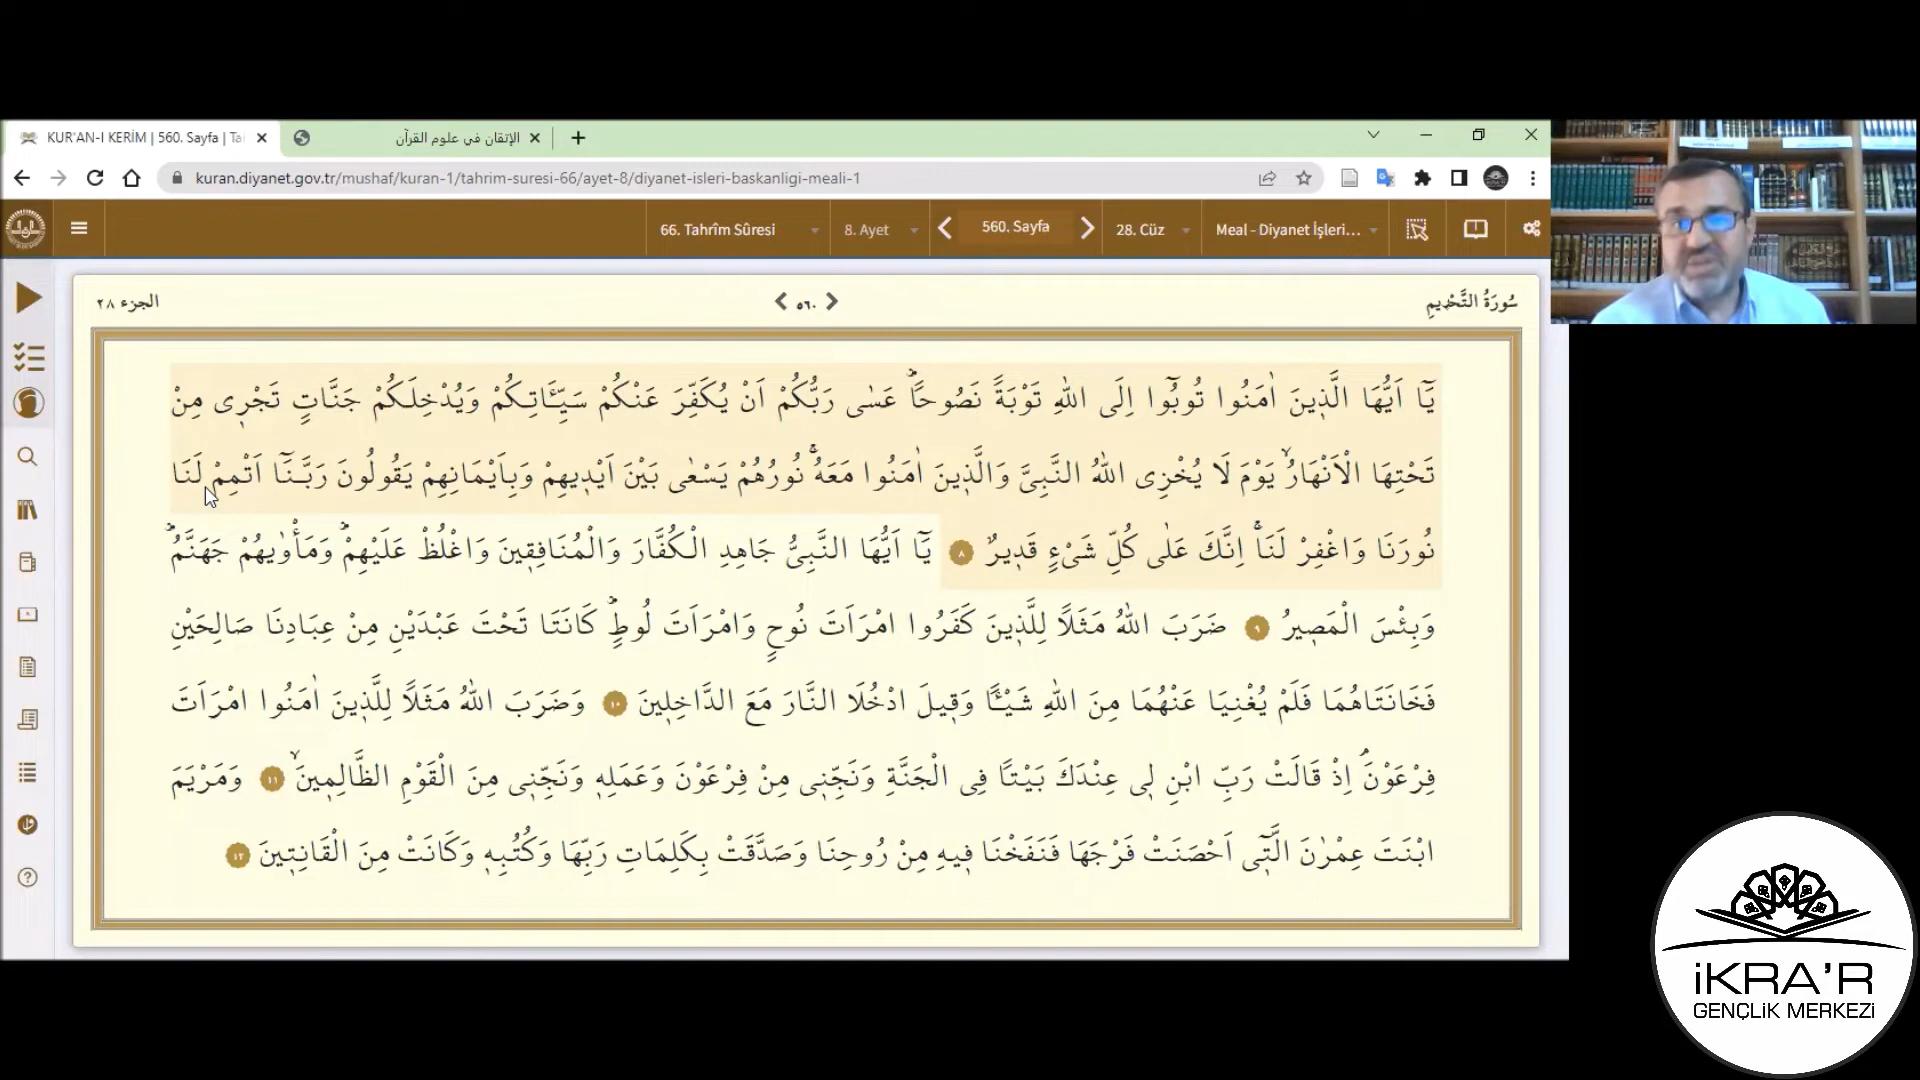 KUR'AN-I KERİM | 560. Sayfa | Ta
الإتقان في علوم القرآن
kuran.diyanet.gov.tr/mushaf/kuran-1/tahrim-suresi-66/ayet-8/diyanet-isleri-baskanligi-meali-1
66. Tahrîm Sûresi
8. Ayet
560. Sayfa
28. Cüz
Meal - Diyanet İşleri...
سُورَةُ التَّحْرِيمِ
٥٦٠
الجزء ٢٨
يَٓا اَيُّهَا الَّذ۪ينَ اٰمَنُوا تُوبُٓوا اِلَى اللّٰهِ تَوْبَةً نَصُوحًاۜ عَسٰى رَبُّكُمْ اَنْ يُكَفِّرَ عَنْكُمْ سَيِّـَٔاتِكُمْ وَيُدْخِلَكُمْ جَنَّاتٍ تَجْر۪ى مِنْ
تَحْتِهَا الْاَنْهَارُۙ يَوْمَ لَا يُخْزِى اللّٰهُ النَّبِىَّ وَالَّذ۪ينَ اٰمَنُوا مَعَهُۚ نُورُهُمْ يَسْعٰى بَيْنَ اَيْد۪يهِمْ وَبِاَيْمَانِهِمْ يَقُولُونَ رَبَّـنَٓا اَتْمِمْ لَنَا
نُورَنَا وَاغْفِرْ لَنَاۚ اِنَّكَ عَلٰى كُلِّ شَىْءٍ قَد۪يرٌ ٨ يَٓا اَيُّهَا النَّبِىُّ جَاهِدِ الْـكُفَّارَ وَالْمُنَافِق۪ينَ وَاغْلُظْ عَلَيْهِمْۜ وَمَأْوٰيهُمْ جَهَنَّمُۜ
وَبِئْسَ الْمَص۪يرُ ٩ ضَرَبَ اللّٰهُ مَثَلًا لِلَّذ۪ينَ كَفَرُوا امْرَاَتَ نُوحٍ وَامْرَاَتَ لُوطٍۜ كَانَتَا تَحْتَ عَبْدَيْنِ مِنْ عِبَادِنَا صَالِحَيْنِ
فَخَانَتَاهُمَا فَلَمْ يُغْنِيَا عَنْهُمَا مِنَ اللّٰهِ شَيْـًٔا وَق۪يلَ ادْخُلَا النَّارَ مَعَ الدَّاخِل۪ينَ ١٠ وَضَرَبَ اللّٰهُ مَثَلًا لِلَّذ۪ينَ اٰمَنُوا امْرَاَتَ
فِرْعَوْنَۢ اِذْ قَالَتْ رَبِّ ابْنِ ل۪ى عِنْدَكَ بَيْتًا فِى الْجَنَّةِ وَنَجِّن۪ى مِنْ فِرْعَوْنَ وَعَمَلِه۪ وَنَجِّن۪ى مِنَ الْقَوْمِ الظَّالِم۪ينَۙ ١١ وَمَرْيَمَ
ابْنَتَ عِمْرٰنَ الَّت۪ٓى اَحْصَنَتْ فَرْجَهَا فَنَفَخْنَا ف۪يهِ مِنْ رُوحِنَا وَصَدَّقَتْ بِكَلِمَاتِ رَبِّهَا وَكُتُبِه۪ وَكَانَتْ مِنَ الْقَانِت۪ينَ ١٢
iKRA'R
GENÇLiK MERKEZi